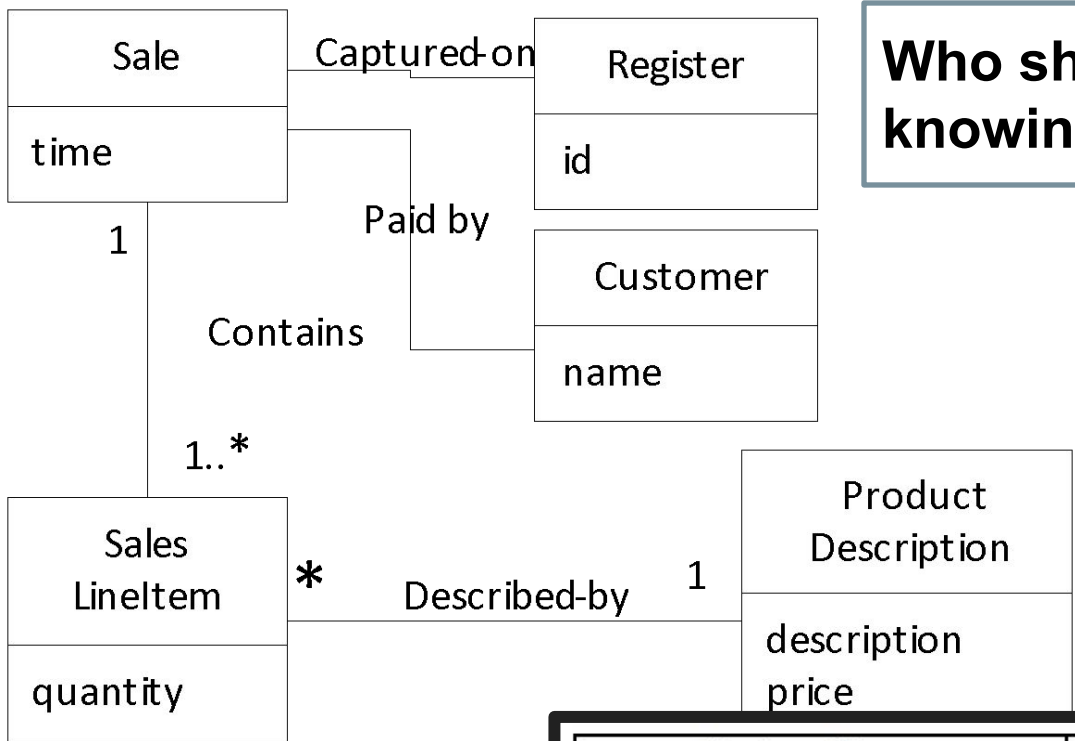 Sale
time
Captured-on
Register
id
Who sh
knowin
Paid by
Customer
name
1
Contains
1..*
Sales
LineItem
quantity
*
Described-by
1
Product
Description
description
price